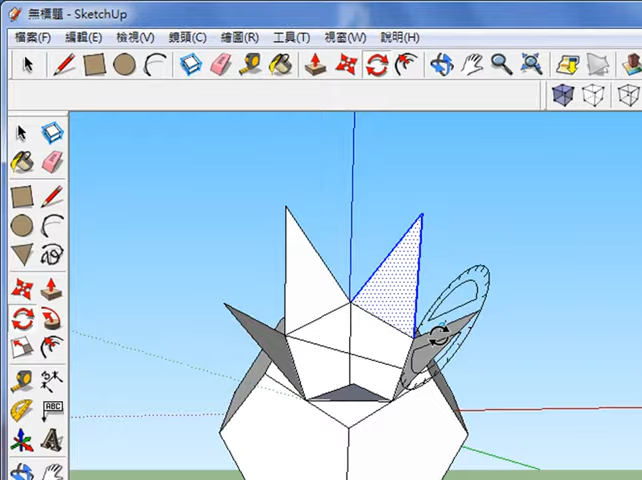 無標題 - SketchUp
檔案(F) 編輯(E) 檢視(V) 鏡頭(C) 繪圖(R) 工具(T) 視窗(W) 說明(H)
ABC